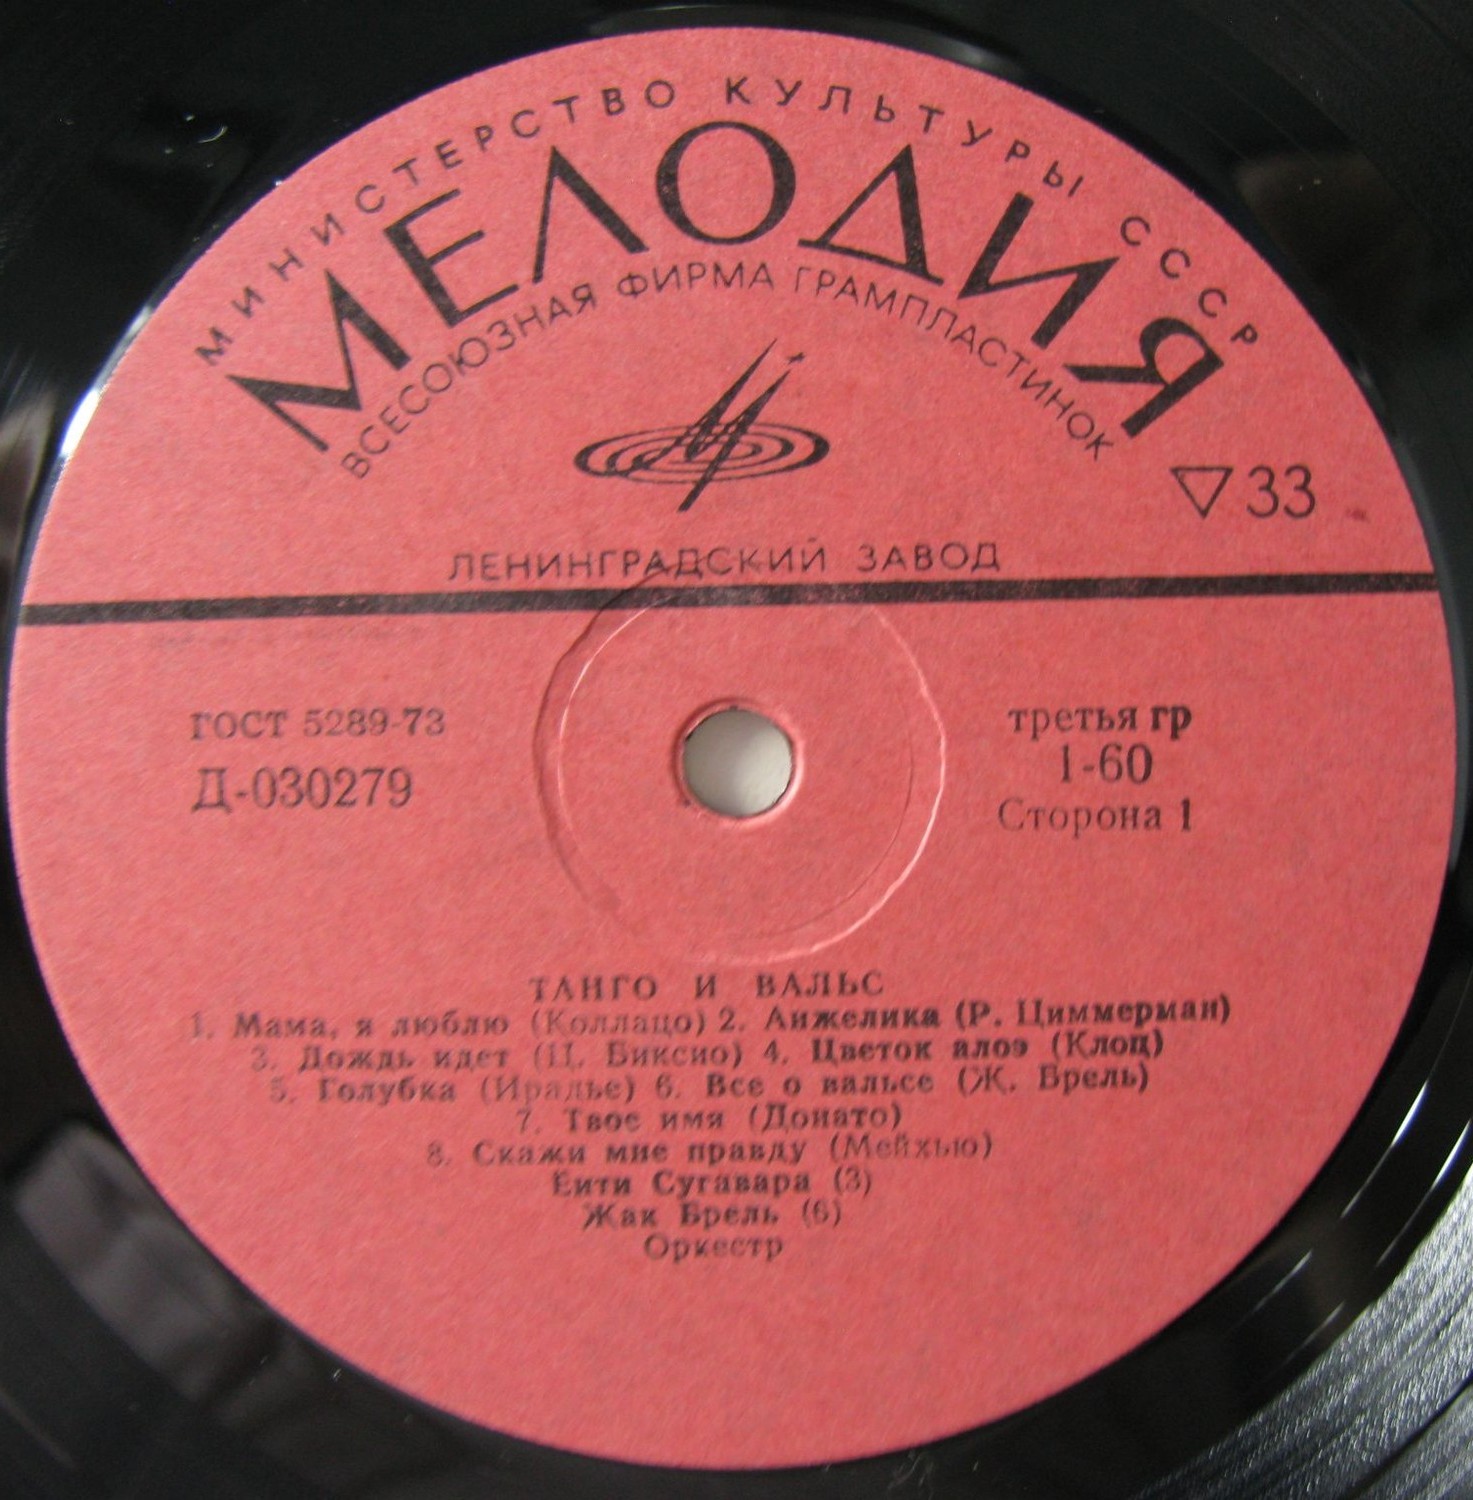 МИНИСТЕРСТВО КУЛЬТУРЫ СССР
МЕЛОДИЯ
ВСЕСОЮЗНАЯ ФИРМА ГРАМПЛАСТИНОК
33
ЛЕНИНГРАДСКИЙ ЗАВОД
ГОСТ 5289-73
Д-030279
третья гр
1-60
Сторона 1
ТАНГО И ВАЛЬС
1. Мама, я люблю (Коллацо) 2. Анжелика (Р. Циммерман)
3. Дождь идет (Ц. Биксио) 4. Цветок алоэ (Клоц)
5. Голубка (Иралье) 6. Все о вальсе (Ж. Брель)
7. Твое имя (Донато)
8. Скажи мне правду (Мейхью)
Еити Сугавара (3)
Жак Брель (6)
Оркестр